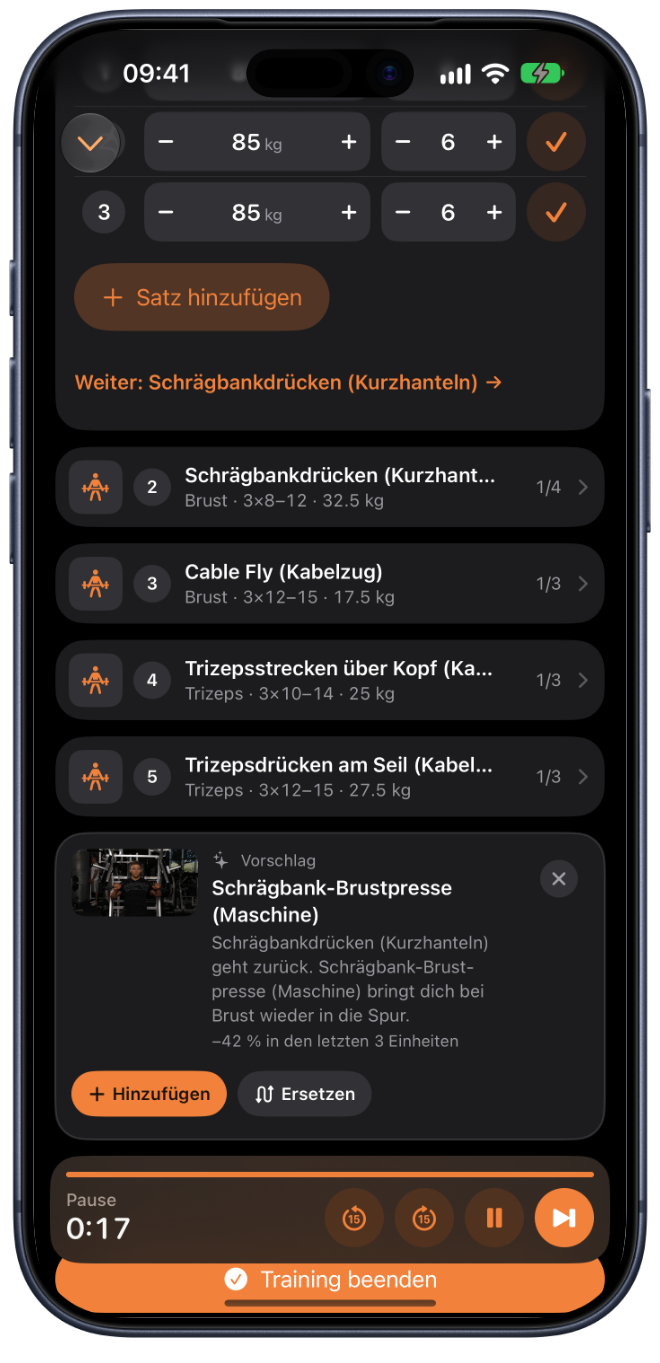 09:41
− 85 kg + − 6 +
3 − 85 kg + − 6 +
+ Satz hinzufügen
Weiter: Schrägbankdrücken (Kurzhanteln) →
2 Schrägbankdrücken (Kurzhant... 1/4
Brust · 3×8–12 · 32.5 kg
3 Cable Fly (Kabelzug) 1/3
Brust · 3×12–15 · 17.5 kg
4 Trizepsstrecken über Kopf (Ka... 1/3
Trizeps · 3×10–14 · 25 kg
5 Trizepsdrücken am Seil (Kabel... 1/3
Trizeps · 3×12–15 · 27.5 kg
Vorschlag
Schrägbank-Brustpresse
(Maschine)
Schrägbankdrücken (Kurzhanteln)
geht zurück. Schrägbank-Brust-
presse (Maschine) bringt dich bei
Brust wieder in die Spur.
−42 % in den letzten 3 Einheiten
+ Hinzufügen
Ersetzen
Pause
0:17
15 15
Training beenden